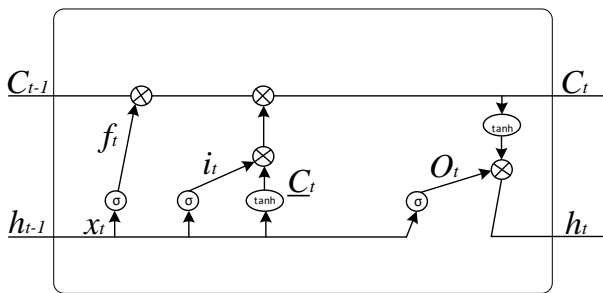 C_{t-1} C_t
tanh
f_t i_t O_t
C_t
σ σ tanh σ
h_{t-1} x_t h_t